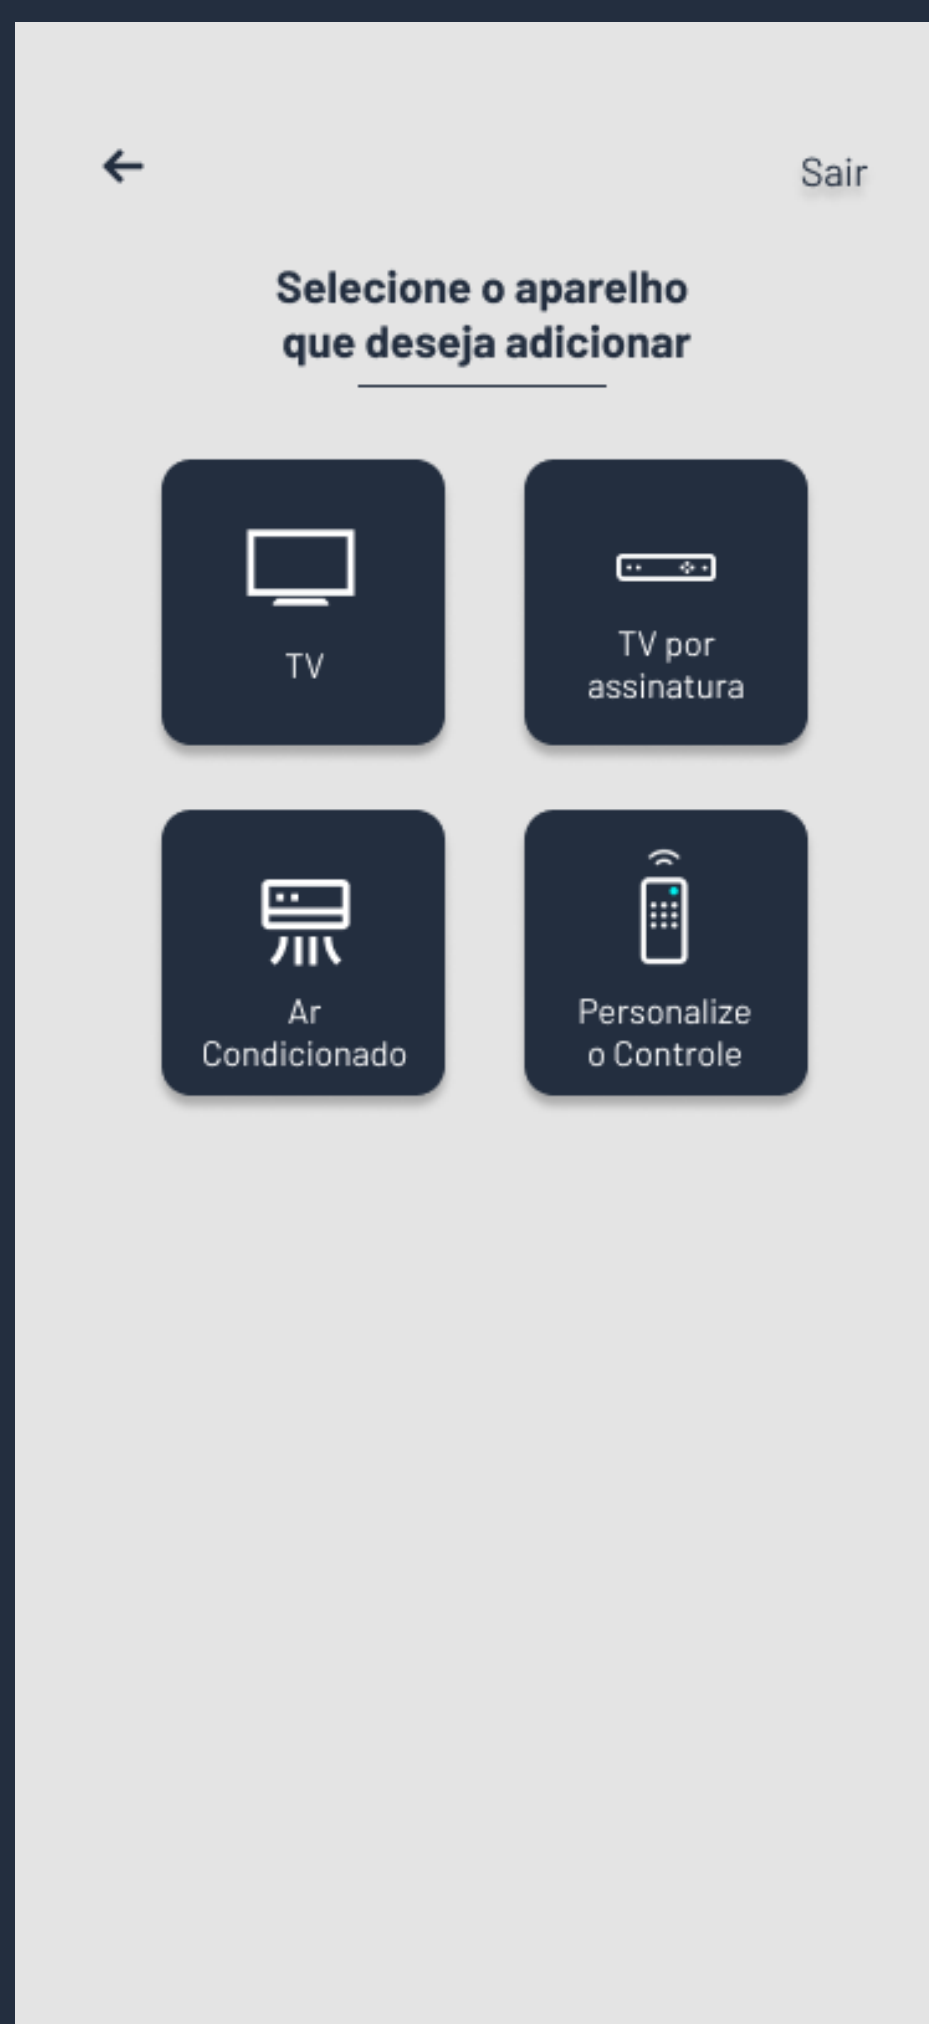 Sair
Selecione o aparelho
que deseja adicionar
TV
TV por
assinatura
Ar
Condicionado
Personalize
o Controle